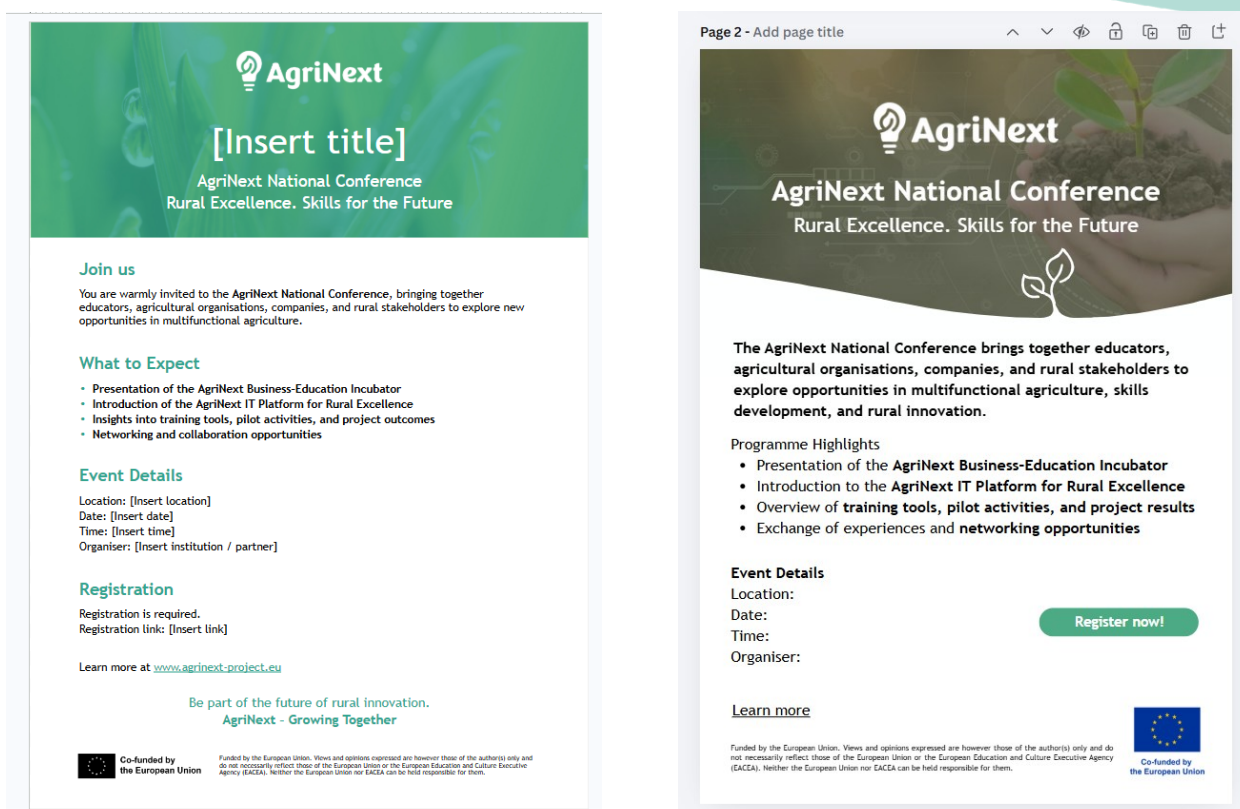 AgriNext
[Insert title]
AgriNext National Conference
Rural Excellence. Skills for the Future
Join us
You are warmly invited to the AgriNext National Conference, bringing together
educators, agricultural organisations, companies, and rural stakeholders to explore new
opportunities in multifunctional agriculture.
What to Expect
• Presentation of the AgriNext Business-Education Incubator
• Introduction of the AgriNext IT Platform for Rural Excellence
• Insights into training tools, pilot activities, and project outcomes
• Networking and collaboration opportunities
Event Details
Location: [Insert location]
Date: [Insert date]
Time: [Insert time]
Organiser: [Insert institution / partner]
Registration
Registration is required.
Registration link: [Insert link]
Learn more at www.agrinext-project.eu
Be part of the future of rural innovation.
AgriNext - Growing Together
Co-funded by
the European Union
Funded by the European Union. Views and opinions expressed are however those of the author(s) only and
do not necessarily reflect those of the European Union or the European Education and Culture Executive
Agency (EACEA). Neither the European Union nor EACEA can be held responsible for them.
Page 2 - Add page title
AgriNext
AgriNext National Conference
Rural Excellence. Skills for the Future
The AgriNext National Conference brings together educators,
agricultural organisations, companies, and rural stakeholders to
explore opportunities in multifunctional agriculture, skills
development, and rural innovation.
Programme Highlights
• Presentation of the AgriNext Business-Education Incubator
• Introduction to the AgriNext IT Platform for Rural Excellence
• Overview of training tools, pilot activities, and project results
• Exchange of experiences and networking opportunities
Event Details
Location:
Date:
Time:
Organiser:
Register now!
Learn more
Funded by the European Union. Views and opinions expressed are however those of the author(s) only and do
not necessarily reflect those of the European Union or the European Education and Culture Executive Agency
(EACEA). Neither the European Union nor EACEA can be held responsible for them.
Co-funded by
the European Union